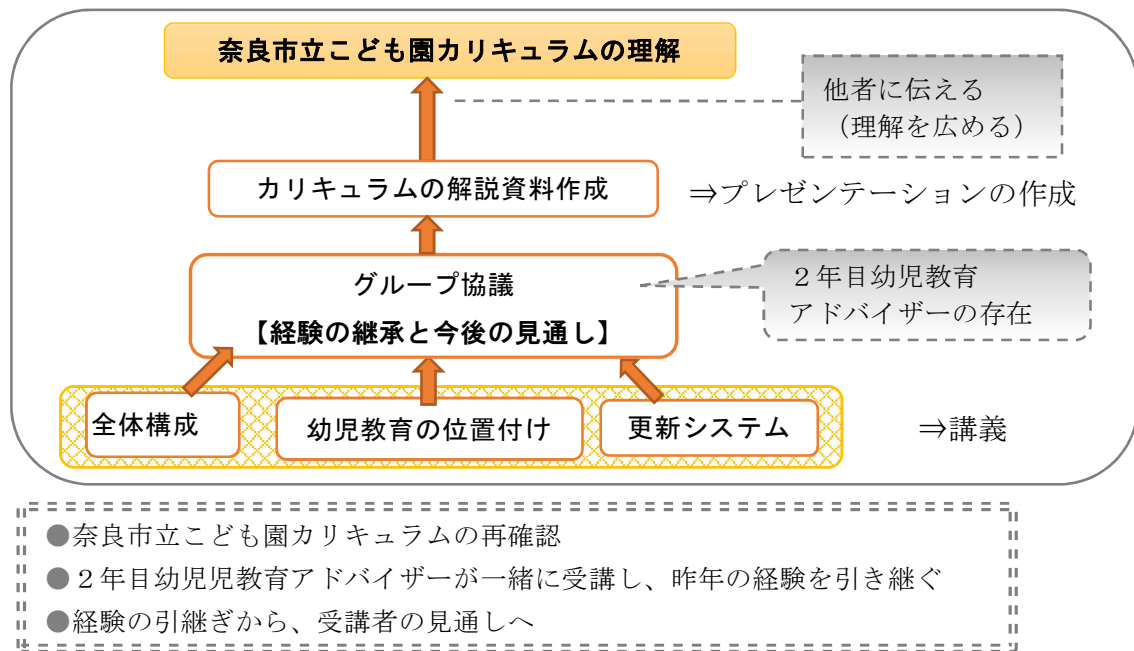 奈良市立こども園カリキュラムの理解
他者に伝える
（理解を広める）
カリキュラムの解説資料作成
⇒プレゼンテーションの作成
グループ協議
【経験の継承と今後の見通し】
２年目幼児教育
アドバイザーの存在
全体構成
幼児教育の位置付け
更新システム
⇒講義
●奈良市立こども園カリキュラムの再確認
●２年目幼児児教育アドバイザーが一緒に受講し、昨年の経験を引き継ぐ
●経験の引継ぎから、受講者の見通しへ